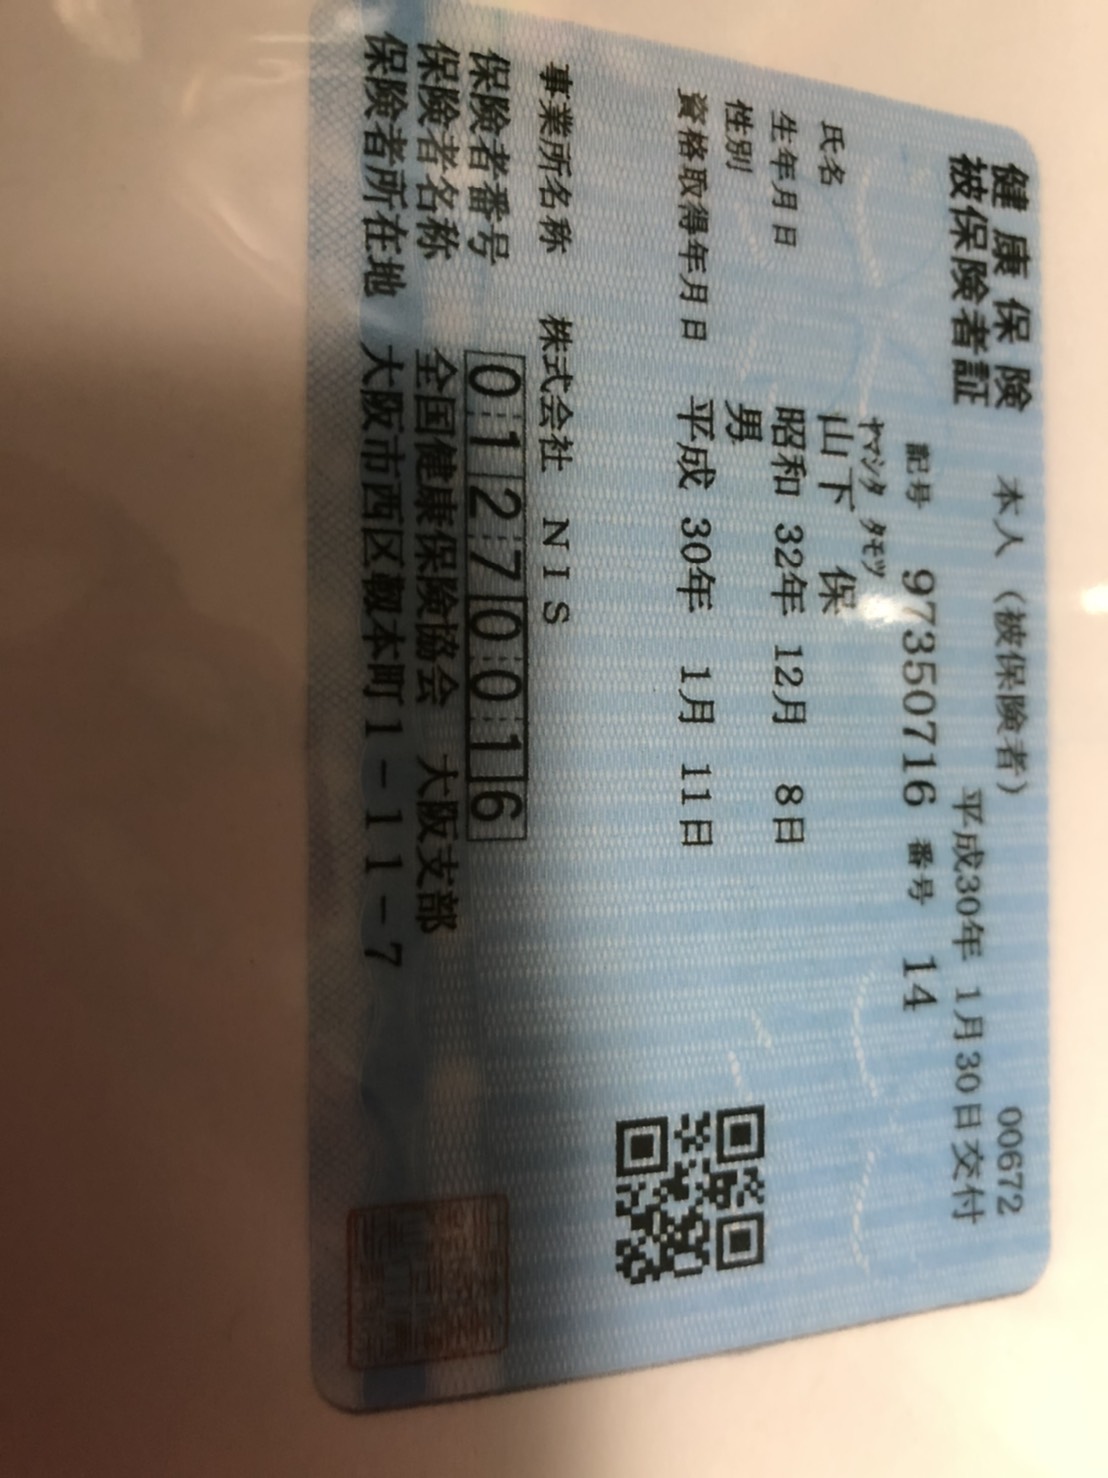 健康保険
被保険者証
本人（被保険者）
00672
平成30年 1月30日交付
記号 97350716 番号 14
ﾔﾏｼﾀ ﾀﾓﾂ
氏名 山下 保
生年月日 昭和 32年 12月 8日
性別 男
資格取得年月日 平成 30年 1月 11日
事業所名称 株式会社 ＮＩＳ
保険者番号 01270016
保険者名称 全国健康保険協会 大阪支部
保険者所在地 大阪市西区靱本町1－11－7